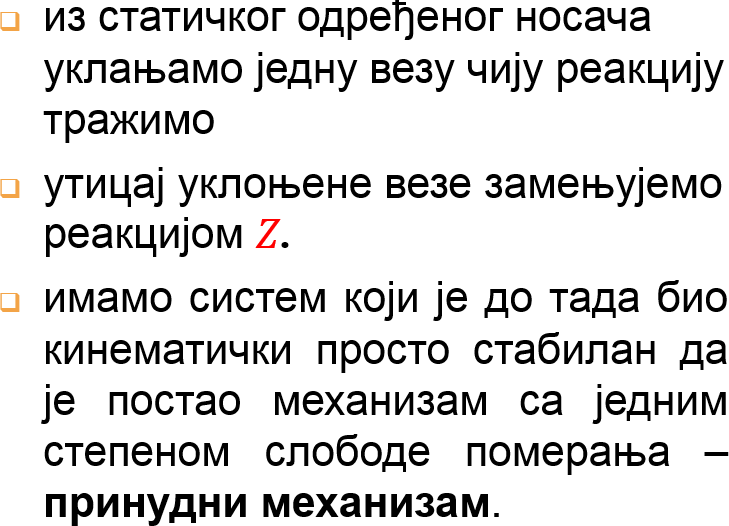 из статичког одређеног носача
уклањамо једну везу чију реакцију
тражимо
утицај уклоњене везе замењујемо
реакцијом Z.
имамо систем који је до тада био
кинематички просто стабилан да
је постао механизам са једним
степеном слободе померања –
принудни механизам.